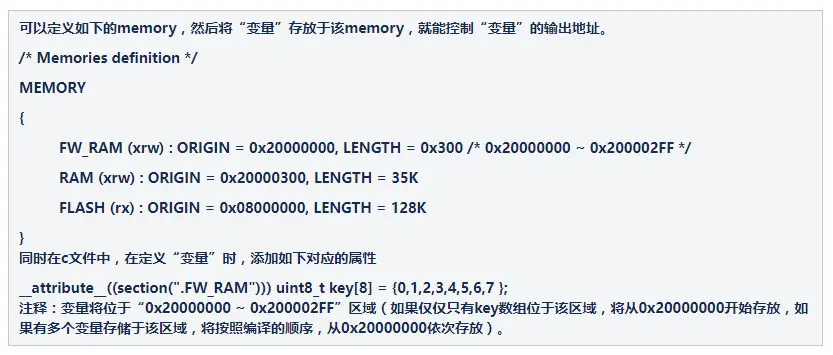 可以定义如下的memory，然后将“变量”存放于该memory，就能控制“变量”的输出地址。
/* Memories definition */
MEMORY
{
FW_RAM (xrw) : ORIGIN = 0x20000000, LENGTH = 0x300 /* 0x20000000 ~ 0x200002FF */
RAM (xrw) : ORIGIN = 0x20000300, LENGTH = 35K
FLASH (rx) : ORIGIN = 0x08000000, LENGTH = 128K
}
同时在c文件中，在定义“变量”时，添加如下对应的属性
__attribute__((section(".FW_RAM"))) uint8_t key[8] = {0,1,2,3,4,5,6,7 };
注释：变量将位于“0x20000000 ~ 0x200002FF”区域（如果仅仅只有key数组位于该区域，将从0x20000000开始存放，如
果有多个变量存储于该区域，将按照编译的顺序，从0x20000000依次存放）。